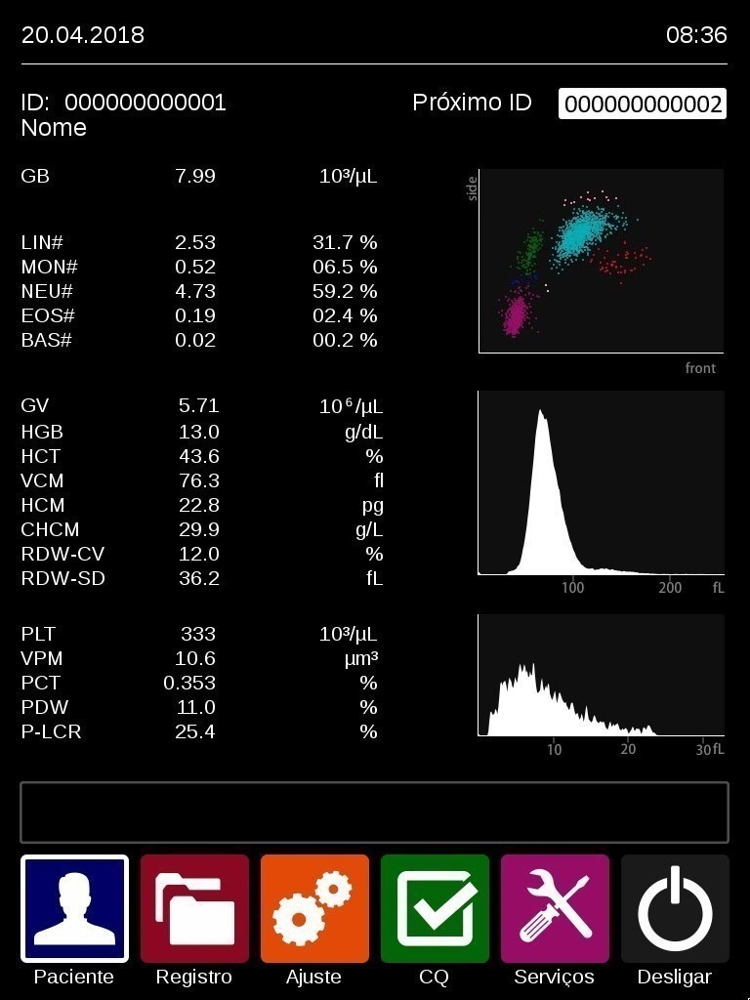 20.04.2018 08:36
ID: 000000000001 Próximo ID 000000000002
Nome
GB 7.99 10³/µL
LIN# 2.53 31.7 %
MON# 0.52 06.5 %
NEU# 4.73 59.2 %
EOS# 0.19 02.4 %
BAS# 0.02 00.2 %
side
front
GV 5.71 10⁶/µL
HGB 13.0 g/dL
HCT 43.6 %
VCM 76.3 fl
HCM 22.8 pg
CHCM 29.9 g/L
RDW-CV 12.0 %
RDW-SD 36.2 fL
100 200 fL
PLT 333 10³/µL
VPM 10.6 µm³
PCT 0.353 %
PDW 11.0 %
P-LCR 25.4 %
10 20 30 fL
Paciente Registro Ajuste CQ Serviços Desligar